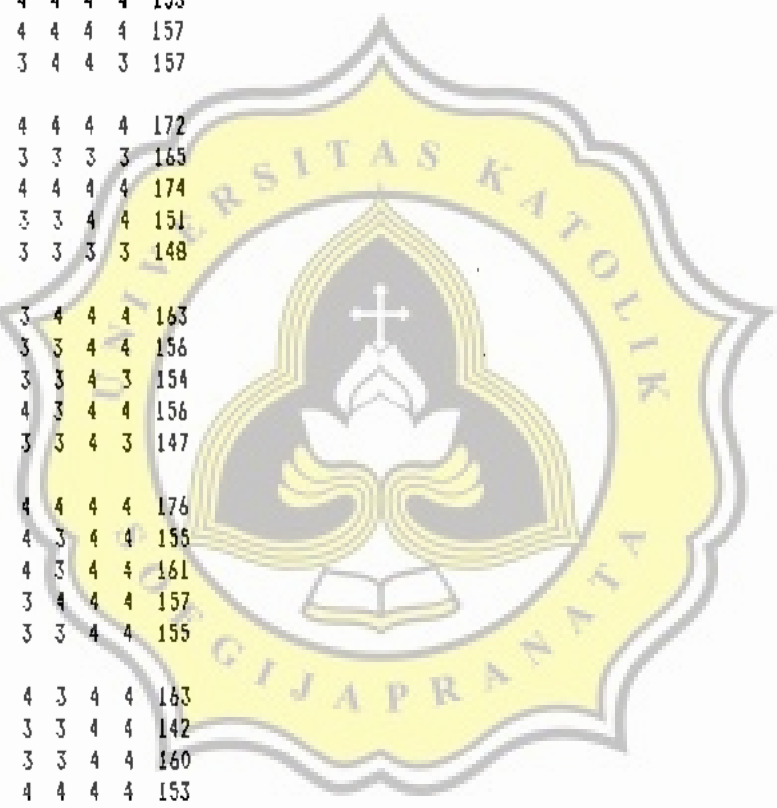 4 4 4 4 153
4 4 4 4 157
3 4 4 3 157
4 4 4 4 172
3 3 3 3 165
4 4 4 4 174
3 3 4 4 151
3 3 3 3 148
3 4 4 4 163
3 3 4 4 156
3 3 4 3 154
4 3 4 4 156
3 3 4 3 147
4 4 4 4 176
4 3 4 4 155
4 3 4 4 161
3 4 4 4 157
3 3 4 4 155
4 3 4 4 163
3 3 4 4 142
3 3 4 4 160
4 4 4 4 153
UNIVERSITAS KATOLIK
SOEGIJAPRANATA